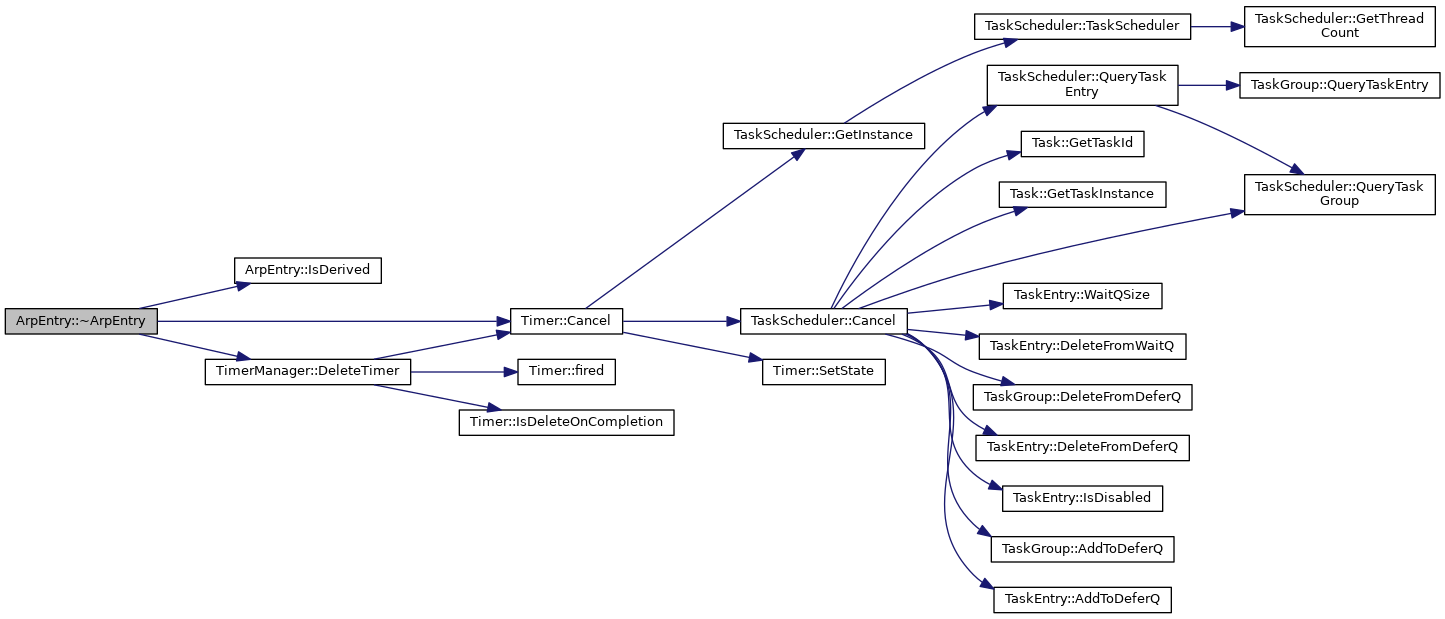 ArpEntry::~ArpEntry
ArpEntry::IsDerived
TimerManager::DeleteTimer
Timer::Cancel
Timer::fired
Timer::IsDeleteOnCompletion
TaskScheduler::GetInstance
TaskScheduler::Cancel
Timer::SetState
TaskScheduler::TaskScheduler
TaskScheduler::QueryTask
Entry
Task::GetTaskId
Task::GetTaskInstance
TaskEntry::WaitQSize
TaskEntry::DeleteFromWaitQ
TaskGroup::DeleteFromDeferQ
TaskEntry::DeleteFromDeferQ
TaskEntry::IsDisabled
TaskGroup::AddToDeferQ
TaskEntry::AddToDeferQ
TaskScheduler::GetThread
Count
TaskGroup::QueryTaskEntry
TaskScheduler::QueryTask
Group